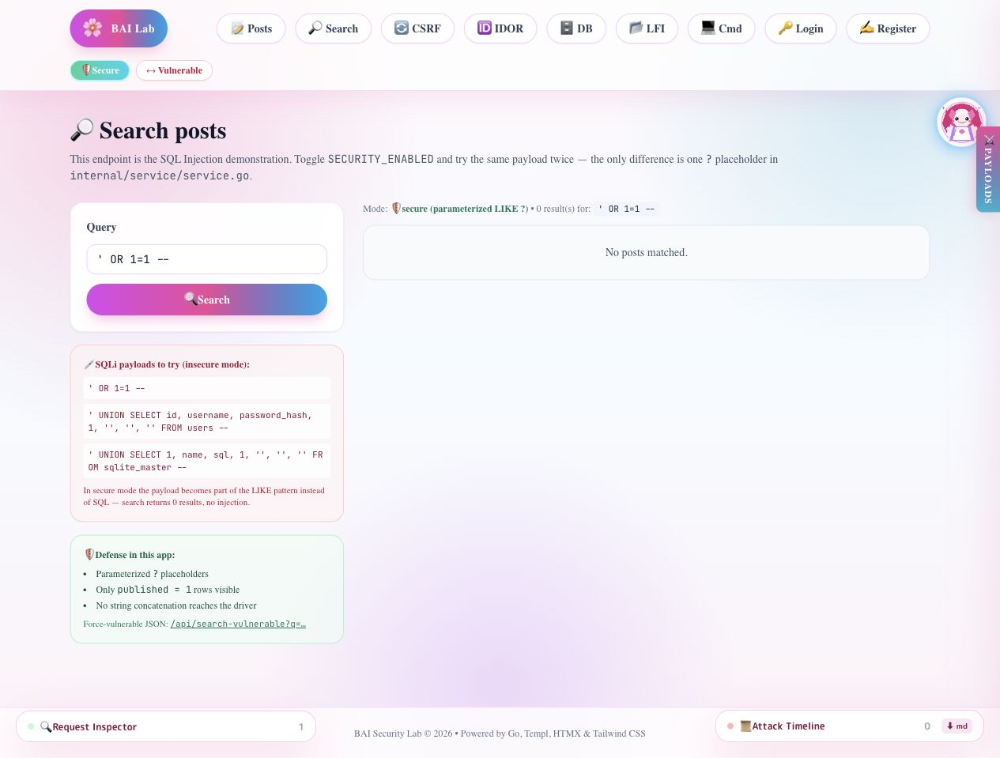 BAI Lab
Posts
Search
CSRF
ID IDOR
DB
LFI
Cmd
Login
Register
Secure
↔ Vulnerable
PAYLOADS
Search posts
This endpoint is the SQL Injection demonstration. Toggle SECURITY_ENABLED and try the same payload twice — the only difference is one ? placeholder in
internal/service/service.go.
Query
' OR 1=1 --
Search
Mode: secure (parameterized LIKE ?) • 0 result(s) for: ' OR 1=1 --
No posts matched.
SQLi payloads to try (insecure mode):
' OR 1=1 --
' UNION SELECT id, username, password_hash,
1, '', '', '' FROM users --
' UNION SELECT 1, name, sql, 1, '', '', '' FR
OM sqlite_master --
In secure mode the payload becomes part of the LIKE pattern instead
of SQL — search returns 0 results, no injection.
Defense in this app:
• Parameterized ? placeholders
• Only published = 1 rows visible
• No string concatenation reaches the driver
Force-vulnerable JSON: /api/search-vulnerable?q=…
Request Inspector 1
BAI Security Lab © 2026 • Powered by Go, Templ, HTMX & Tailwind CSS
Attack Timeline 0 ⬇ md